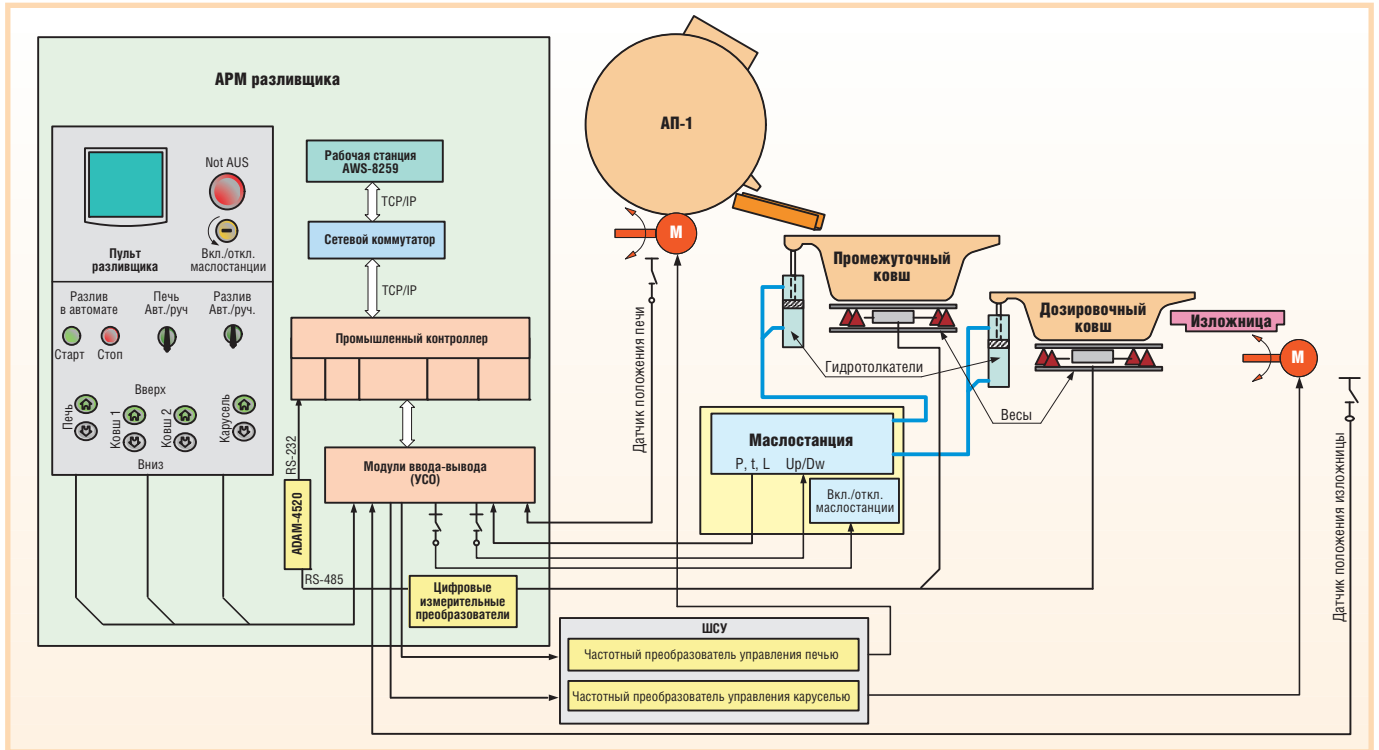 АРМ разливщика
Not AUS
Пульт
разливщика
Вкл./откл.
маслостанции
Разлив
в автомате
Печь
Авт./руч
Разлив
Авт./руч.
Старт
Стоп
Вверх
Печь
Ковш 1
Ковш 2
Карусель
Вниз
Рабочая станция
AWS-8259
TCP/IP
Сетевой коммутатор
TCP/IP
Промышленный контроллер
RS-232
Модули ввода-вывода
(УСО)
ADAM-4520
RS-485
Цифровые
измерительные
преобразователи
АП-1
М
Датчик положения печи
Промежуточный
ковш
Дозировочный
ковш
Изложница
М
Гидротолкатели
Весы
Маслостанция
P, t, L
Up/Dw
Вкл./откл.
маслостанции
Датчик положения изложницы
ШСУ
Частотный преобразователь управления печью
Частотный преобразователь управления каруселью